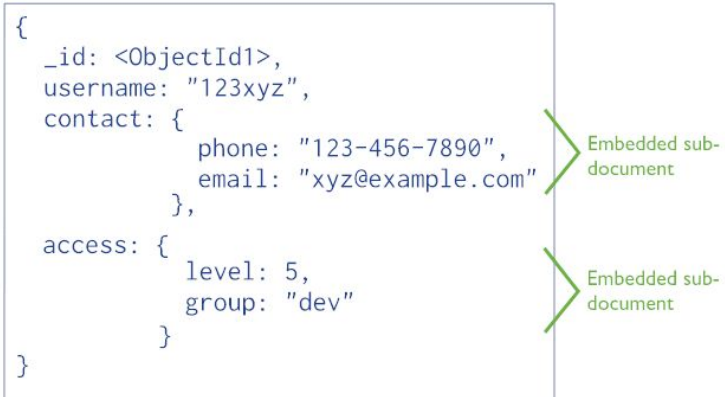 {
_id: <ObjectId1>,
username: "123xyz",
contact: {
phone: "123-456-7890",
email: "xyz@example.com"
},
Embedded sub-
document
access: {
level: 5,
group: "dev"
}
Embedded sub-
document
}